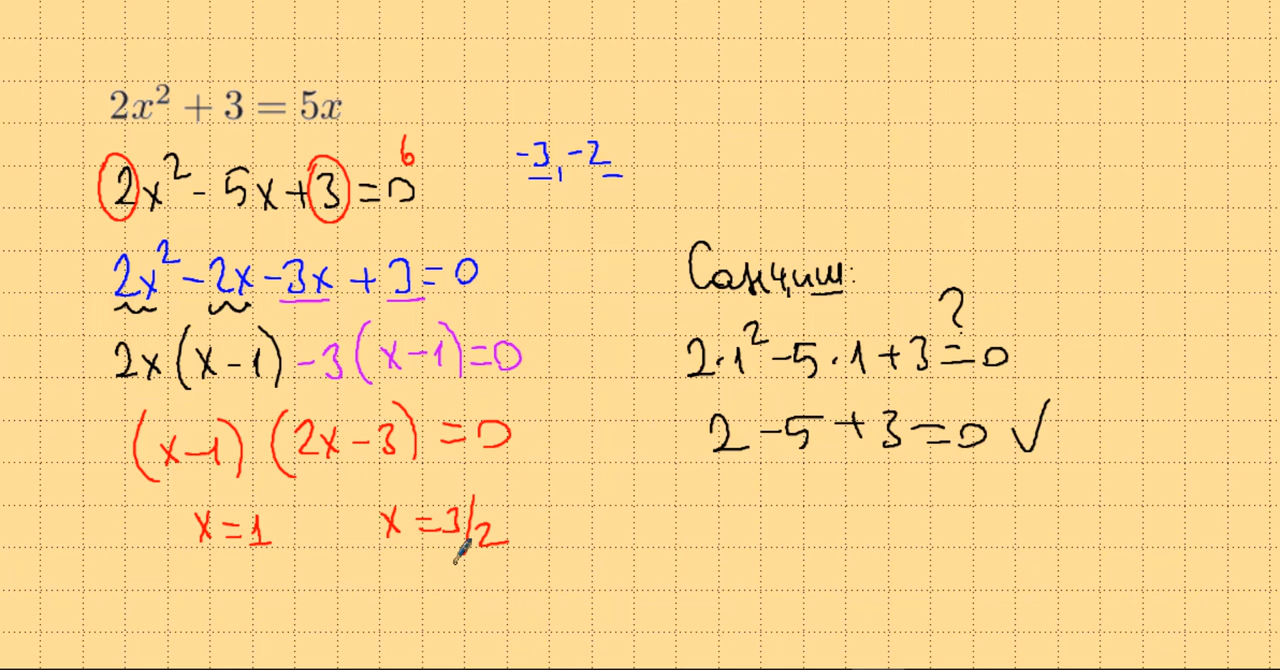 2x² + 3 = 5x
6
2x² - 5x + 3 = 0
-3, -2
2x² - 2x - 3x + 3 = 0
2x(x - 1) - 3(x - 1) = 0
(x - 1) (2x - 3) = 0
x = 1 x = 3/2
Санҷиш:
?
2·1² - 5·1 + 3 = 0
2 - 5 + 3 = 0 ✓